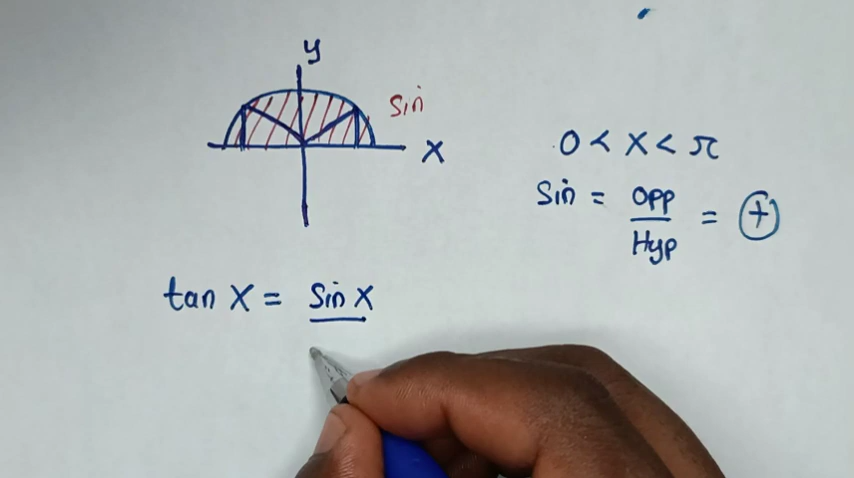 y
sin
x
0 < x < π
Sin = Opp/Hyp = +
tan x = Sin x